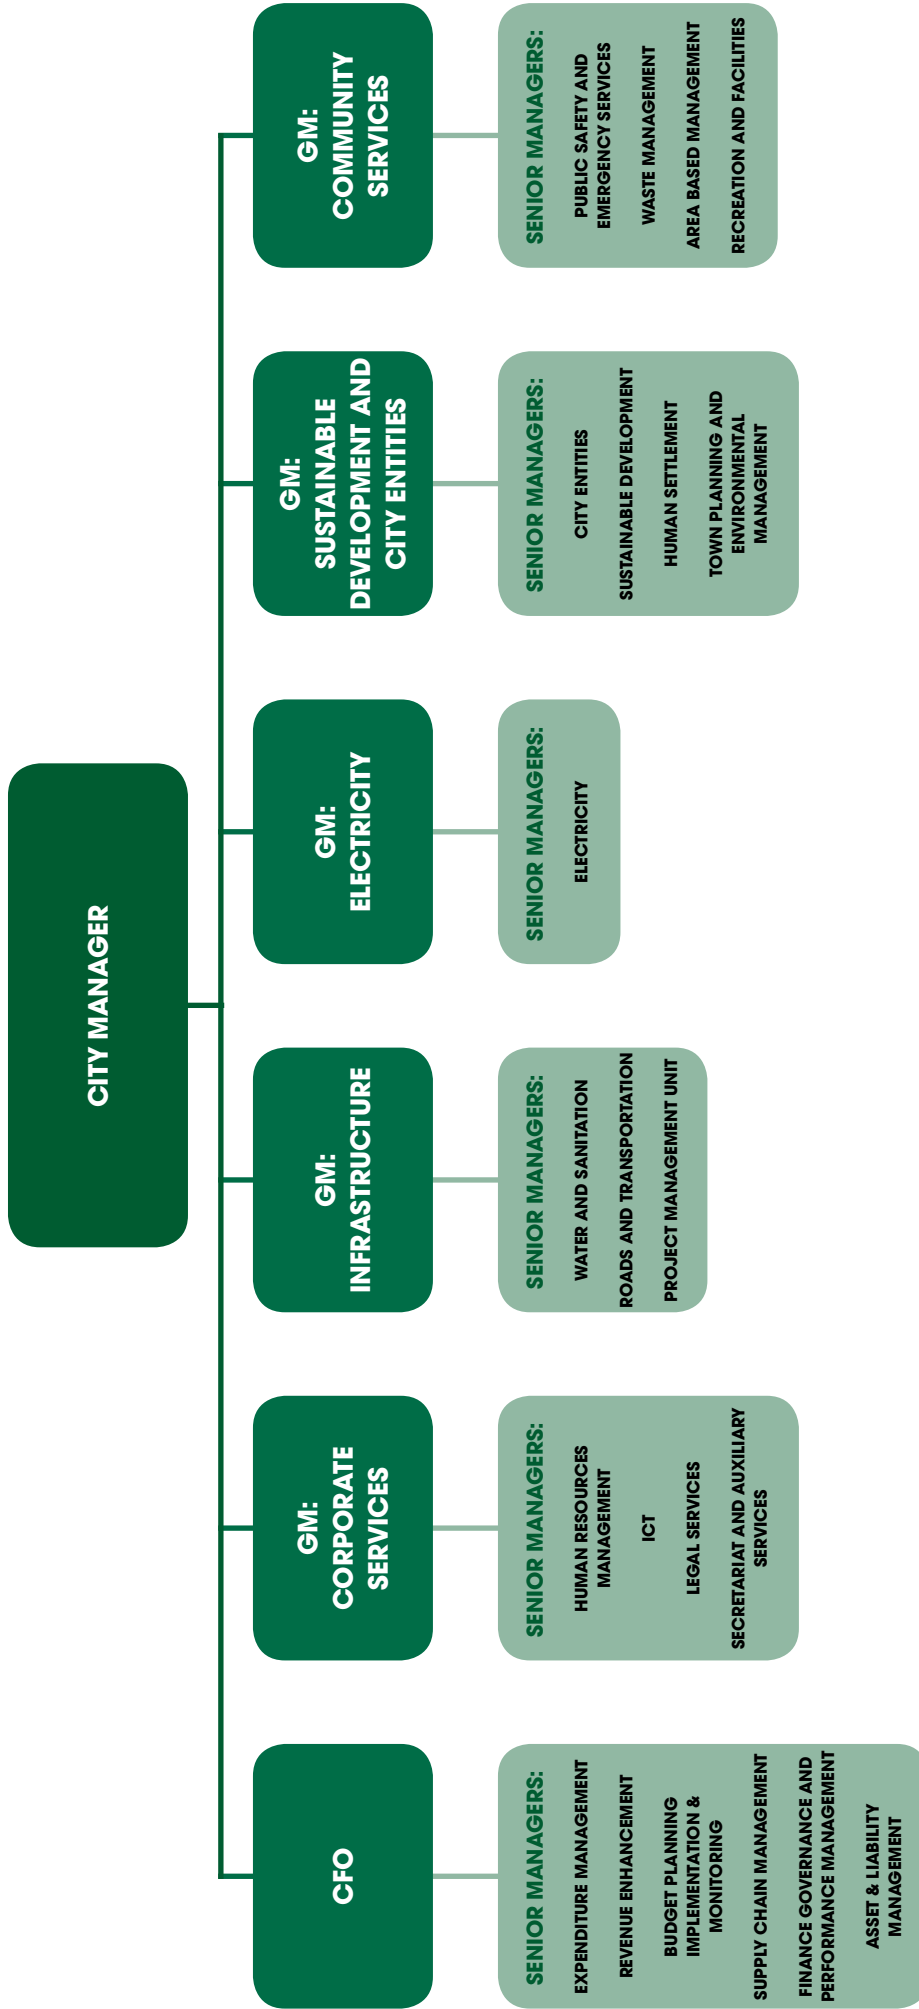 CITY MANAGER
CFO
SENIOR MANAGERS:
EXPENDITURE MANAGEMENT
REVENUE ENHANCEMENT
BUDGET PLANNING
IMPLEMENTATION &
MONITORING
SUPPLY CHAIN MANAGEMENT
FINANCE GOVERNANCE AND
PERFORMANCE MANAGEMENT
ASSET & LIABILITY
MANAGEMENT
GM:
CORPORATE
SERVICES
SENIOR MANAGERS:
HUMAN RESOURCES
MANAGEMENT
ICT
LEGAL SERVICES
SECRETARIAT AND AUXILIARY
SERVICES
GM:
INFRASTRUCTURE
SENIOR MANAGERS:
WATER AND SANITATION
ROADS AND TRANSPORTATION
PROJECT MANAGEMENT UNIT
GM:
ELECTRICITY
SENIOR MANAGERS:
ELECTRICITY
GM:
SUSTAINABLE
DEVELOPMENT AND
CITY ENTITIES
SENIOR MANAGERS:
CITY ENTITIES
SUSTAINABLE DEVELOPMENT
HUMAN SETTLEMENT
TOWN PLANNING AND
ENVIRONMENTAL
MANAGEMENT
GM:
COMMUNITY
SERVICES
SENIOR MANAGERS:
PUBLIC SAFETY AND
EMERGENCY SERVICES
WASTE MANAGEMENT
AREA BASED MANAGEMENT
RECREATION AND FACILITIES